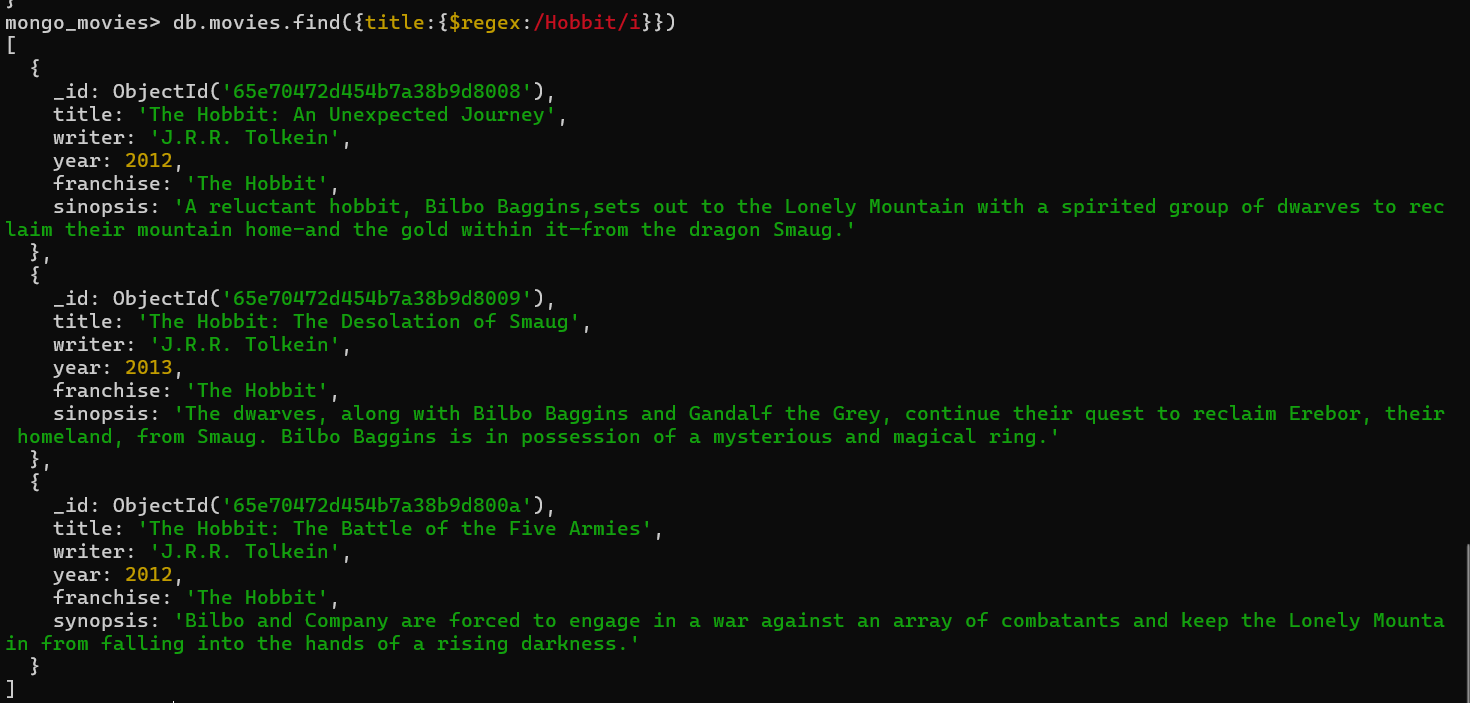 }
mongo_movies> db.movies.find({title:{$regex:/Hobbit/i}})
[
  {
    _id: ObjectId('65e70472d454b7a38b9d8008'),
    title: 'The Hobbit: An Unexpected Journey',
    writer: 'J.R.R. Tolkein',
    year: 2012,
    franchise: 'The Hobbit',
    sinopsis: 'A reluctant hobbit, Bilbo Baggins,sets out to the Lonely Mountain with a spirited group of dwarves to rec
laim their mountain home-and the gold within it-from the dragon Smaug.'
  },
  {
    _id: ObjectId('65e70472d454b7a38b9d8009'),
    title: 'The Hobbit: The Desolation of Smaug',
    writer: 'J.R.R. Tolkein',
    year: 2013,
    franchise: 'The Hobbit',
    sinopsis: 'The dwarves, along with Bilbo Baggins and Gandalf the Grey, continue their quest to reclaim Erebor, their
 homeland, from Smaug. Bilbo Baggins is in possession of a mysterious and magical ring.'
  },
  {
    _id: ObjectId('65e70472d454b7a38b9d800a'),
    title: 'The Hobbit: The Battle of the Five Armies',
    writer: 'J.R.R. Tolkein',
    year: 2012,
    franchise: 'The Hobbit',
    synopsis: 'Bilbo and Company are forced to engage in a war against an array of combatants and keep the Lonely Mounta
in from falling into the hands of a rising darkness.'
  }
]